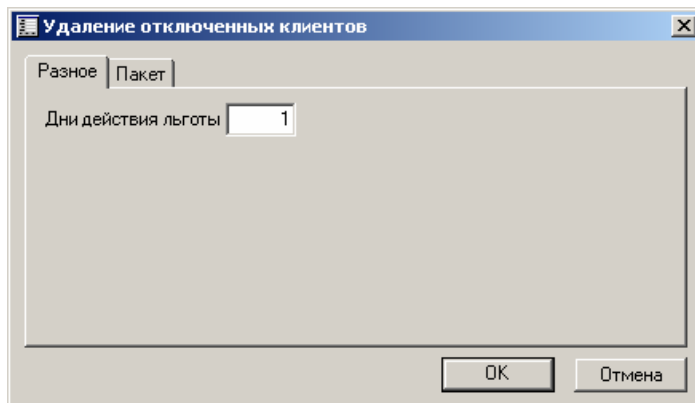 Удаление отключенных клиентов
Разное Пакет
Дни действия льготы 1
OK Отмена